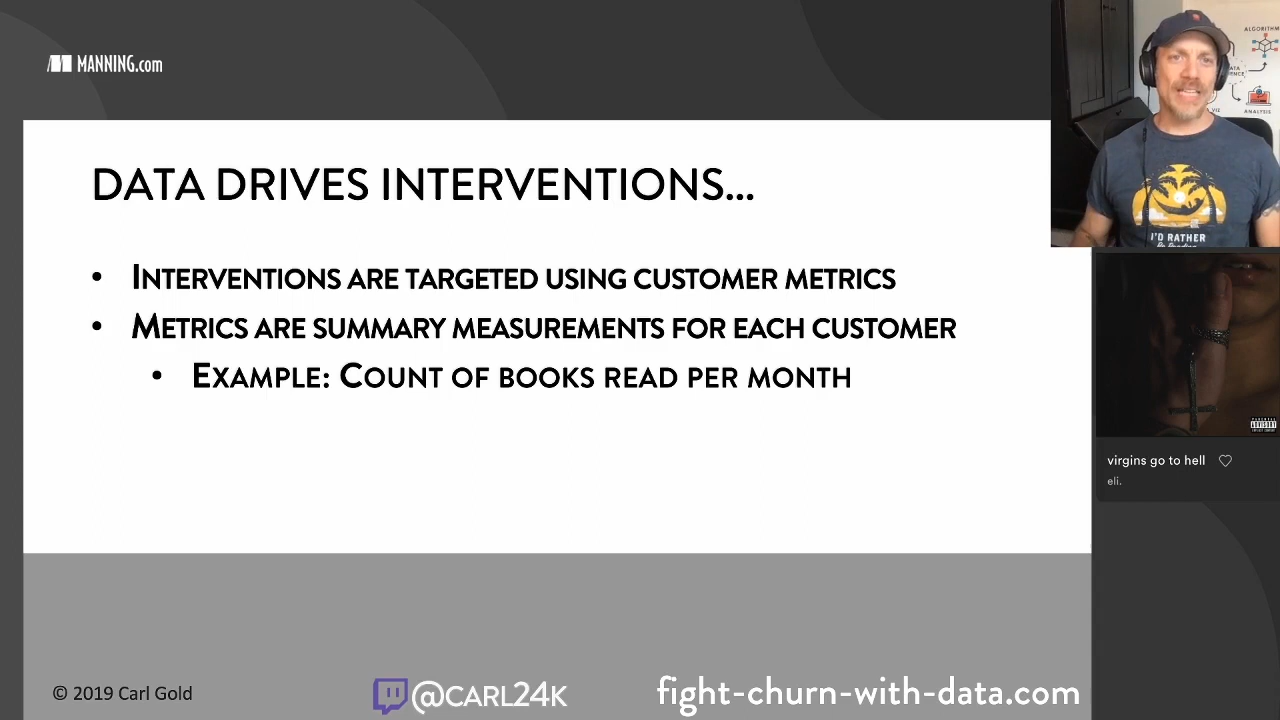 MANNING.com
DATA DRIVES INTERVENTIONS...
• INTERVENTIONS ARE TARGETED USING CUSTOMER METRICS
• METRICS ARE SUMMARY MEASUREMENTS FOR EACH CUSTOMER
• EXAMPLE: COUNT OF BOOKS READ PER MONTH
© 2019 Carl Gold
@CARL24K
fight-churn-with-data.com
ALGORITHM
ANALYSIS
I'D RATHER
virgins go to hell
eli.